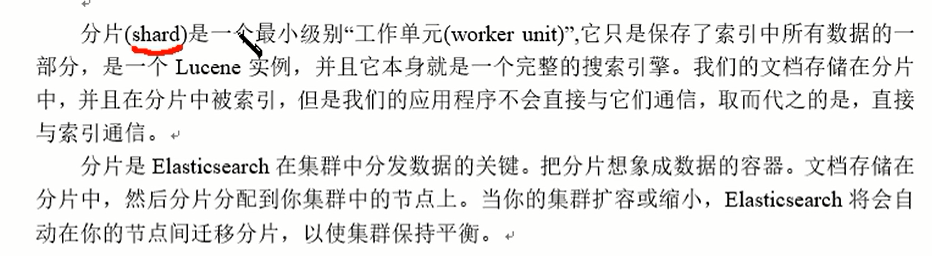 分片(shard)是一个最小级别“工作单元(worker unit)”,它只是保存了索引中所有数据的一
部分，是一个 Lucene 实例，并且它本身就是一个完整的搜索引擎。我们的文档存储在分片
中，并且在分片中被索引，但是我们的应用程序不会直接与它们通信，取而代之的是，直接
与索引通信。
分片是 Elasticsearch 在集群中分发数据的关键。把分片想象成数据的容器。文档存储在
分片中，然后分片分配到你集群中的节点上。当你的集群扩容或缩小，Elasticsearch 将会自
动在你的节点间迁移分片，以使集群保持平衡。